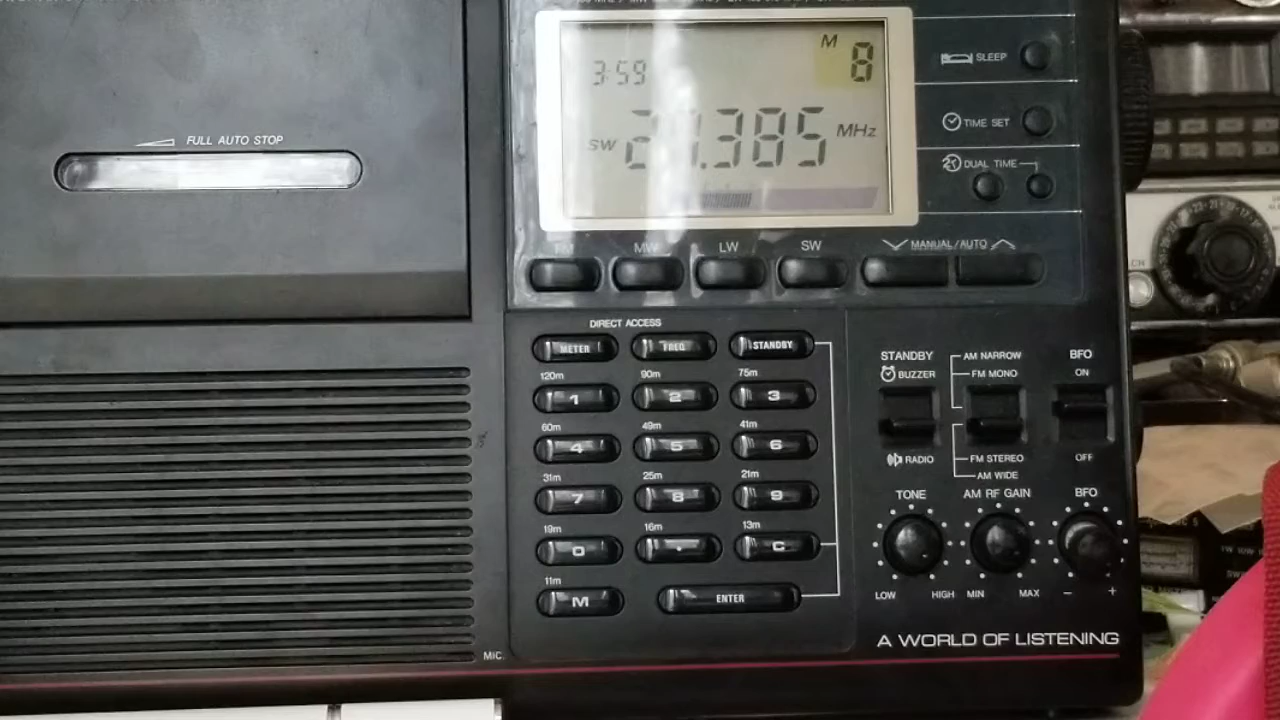 FULL AUTO STOP
M 8
3:59
SW 21.385 MHz
SLEEP
TIME SET
DUAL TIME
MW LW SW MANUAL/AUTO
DIRECT ACCESS
METER FREQ STANDBY
120m 90m 75m
1 2 3
60m 49m 41m
4 5 6
31m 25m 21m
7 8 9
19m 16m 13m
0 . C
11m
M ENTER
MIC.
STANDBY
BUZZER
RADIO
AM NARROW
FM MONO
FM STEREO
AM WIDE
BFO
ON
OFF
TONE AM RF GAIN BFO
LOW HIGH MIN MAX − +
A WORLD OF LISTENING